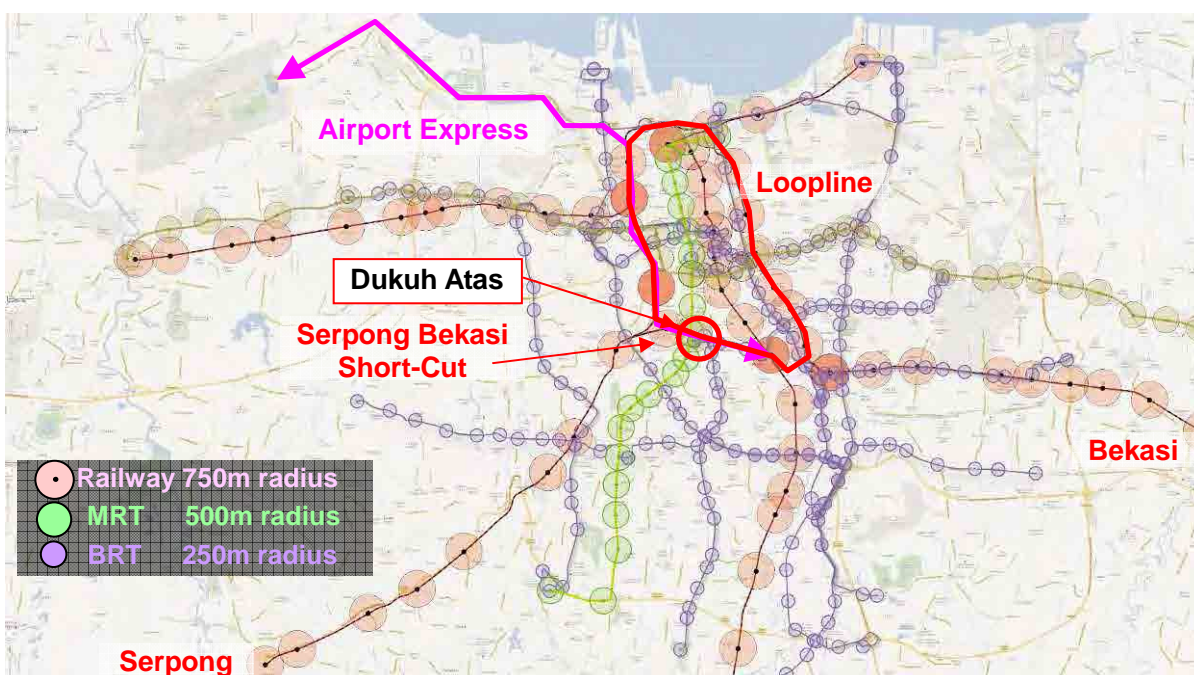 Airport Express
Loopline
Dukuh Atas
Serpong Bekasi
Short-Cut
Bekasi
Railway 750m radius
MRT 500m radius
BRT 250m radius
Serpong